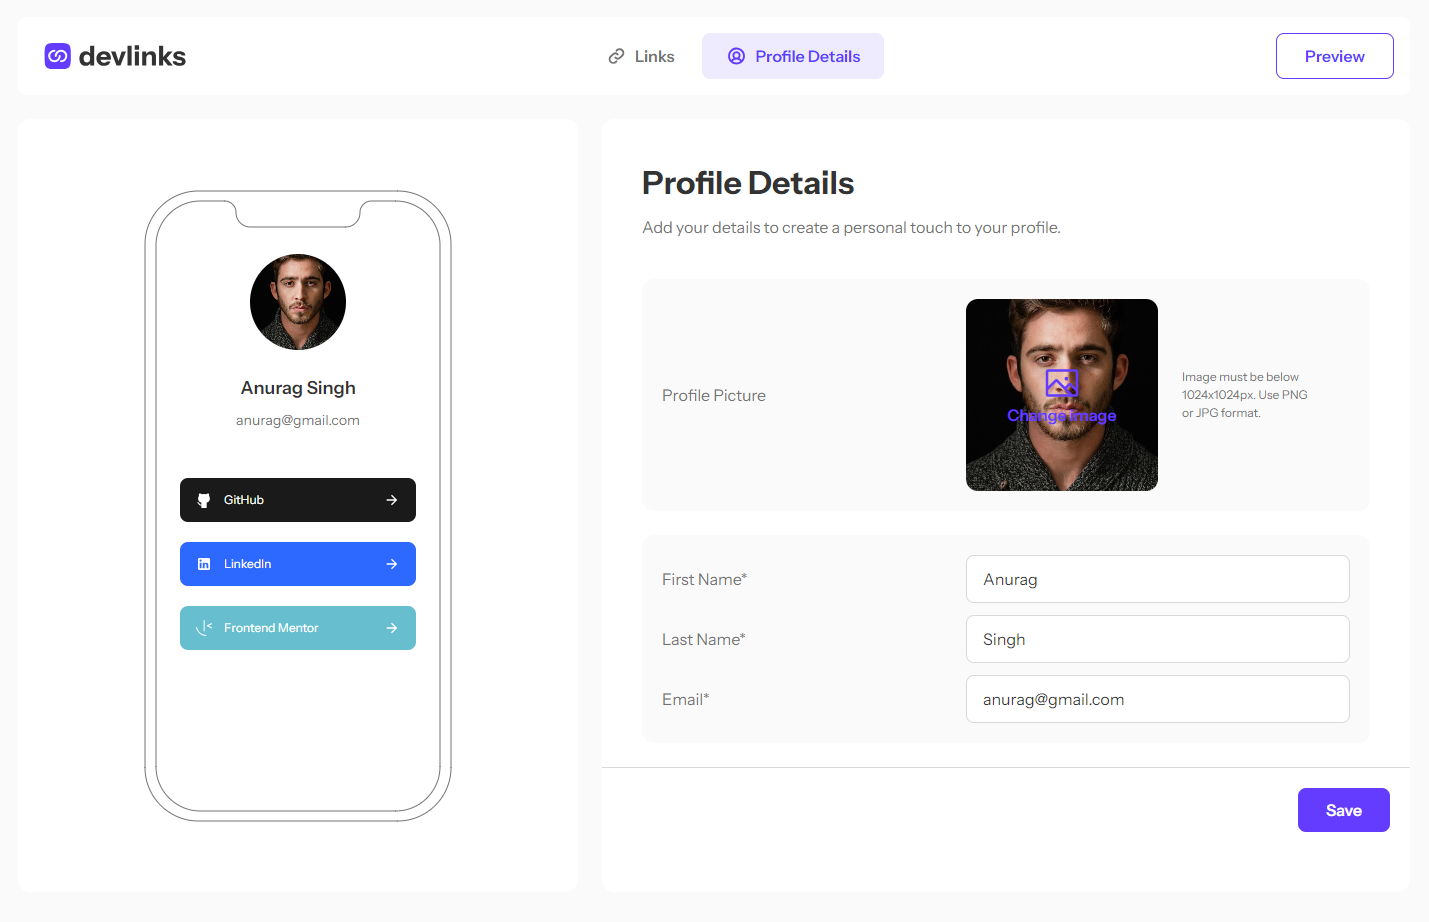 devlinks
Links
Profile Details
Preview
Anurag Singh
anurag@gmail.com
GitHub
LinkedIn
Frontend Mentor
Profile Details
Add your details to create a personal touch to your profile.
Profile Picture
Change image
Image must be below
1024x1024px. Use PNG
or JPG format.
First Name*
Anurag
Last Name*
Singh
Email*
anurag@gmail.com
Save